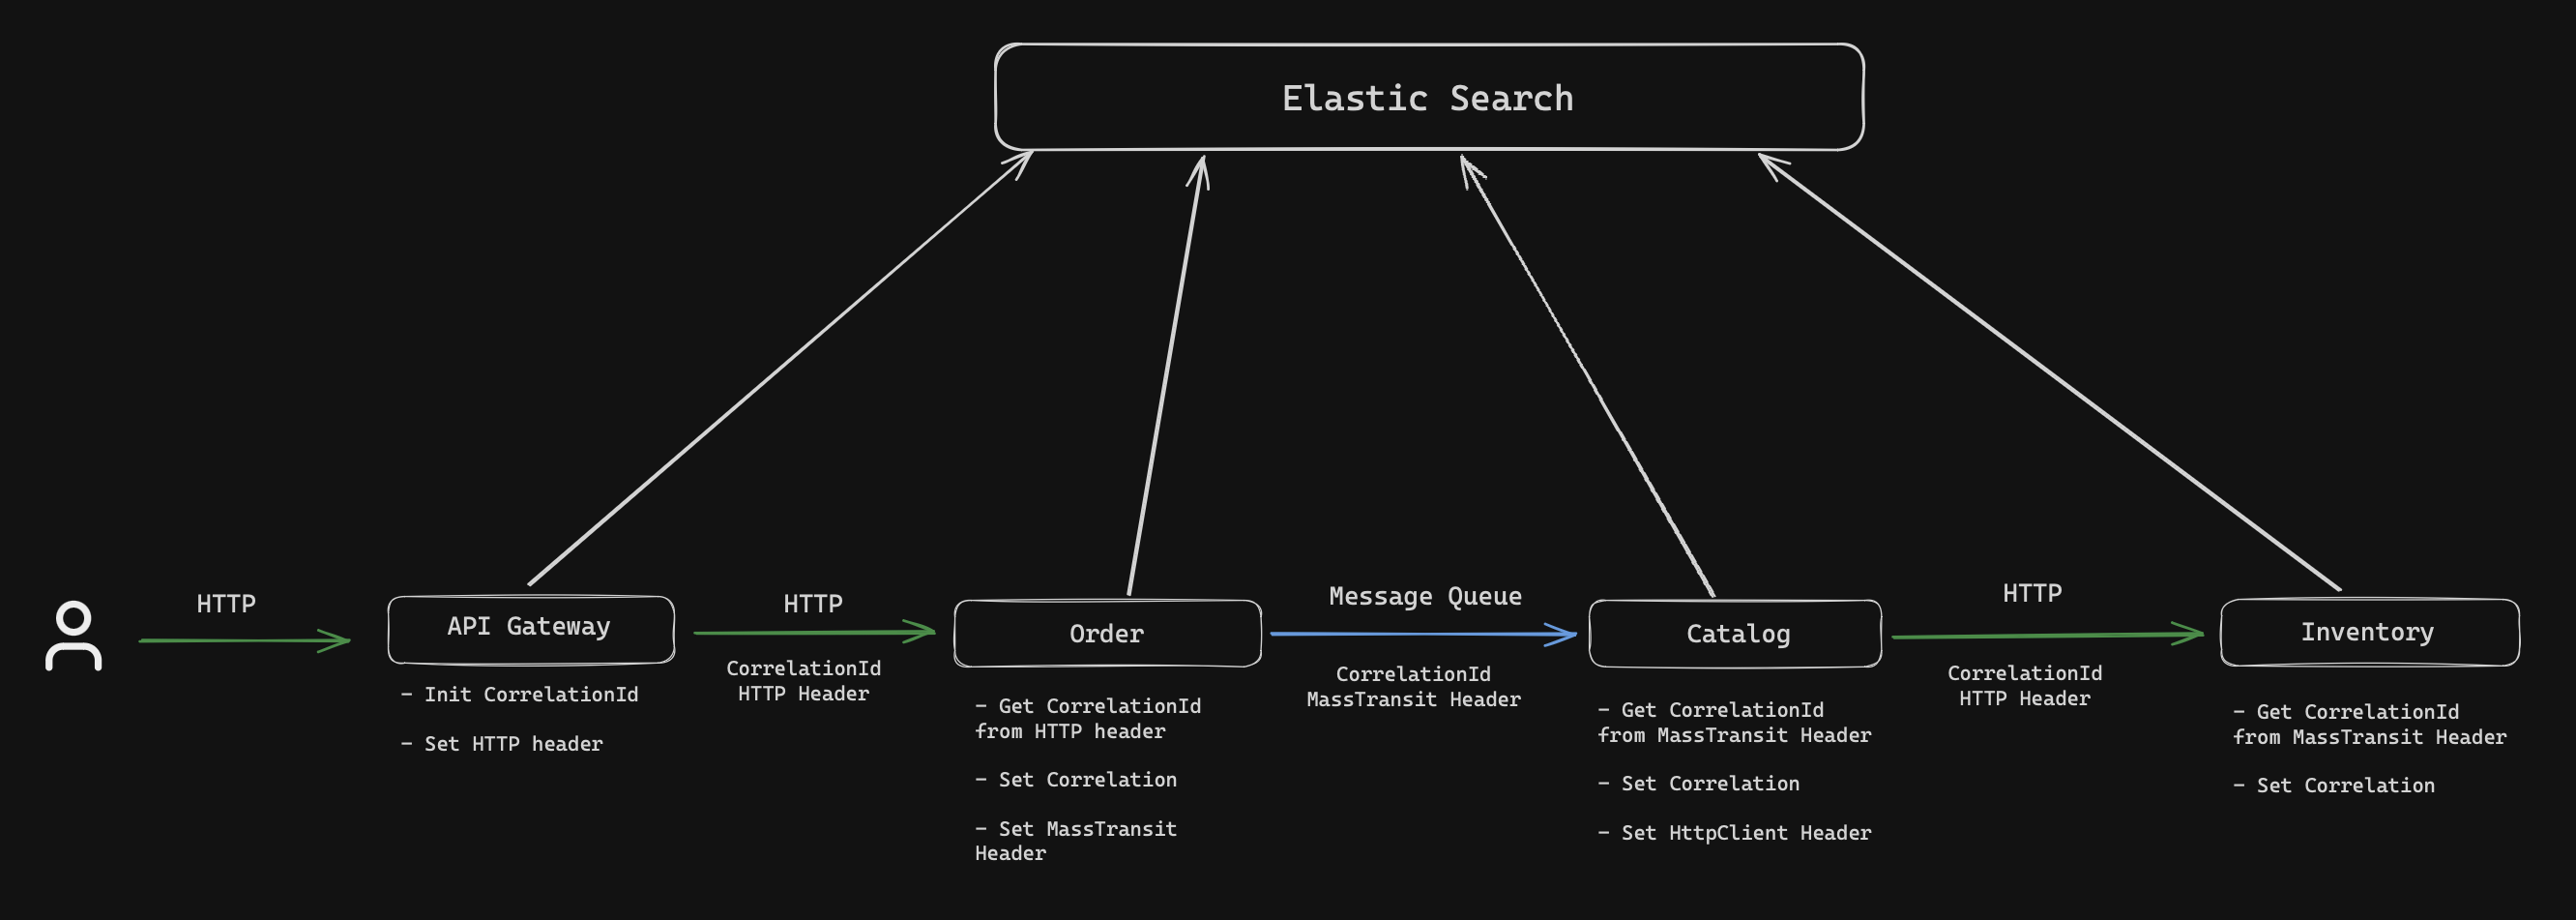 Elastic Search
HTTP
API Gateway
- Init CorrelationId
- Set HTTP header
HTTP
CorrelationId
HTTP Header
Order
- Get CorrelationId
from HTTP header
- Set Correlation
- Set MassTransit
Header
Message Queue
CorrelationId
MassTransit Header
Catalog
- Get CorrelationId
from MassTransit Header
- Set Correlation
- Set HttpClient Header
HTTP
CorrelationId
HTTP Header
Inventory
- Get CorrelationId
from MassTransit Header
- Set Correlation